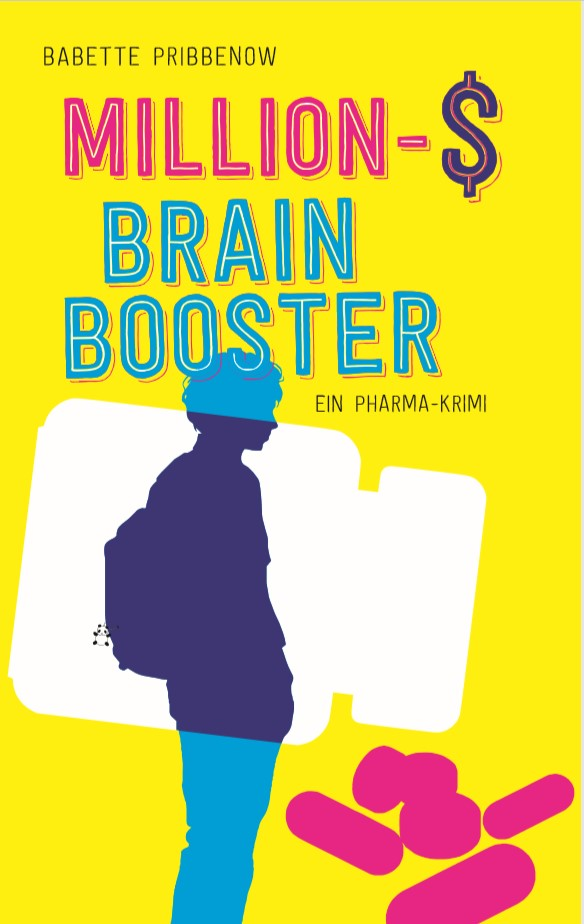 BABETTE PRIBBENOW
MILLION-$
BRAIN
BOOSTER
EIN PHARMA-KRIMI